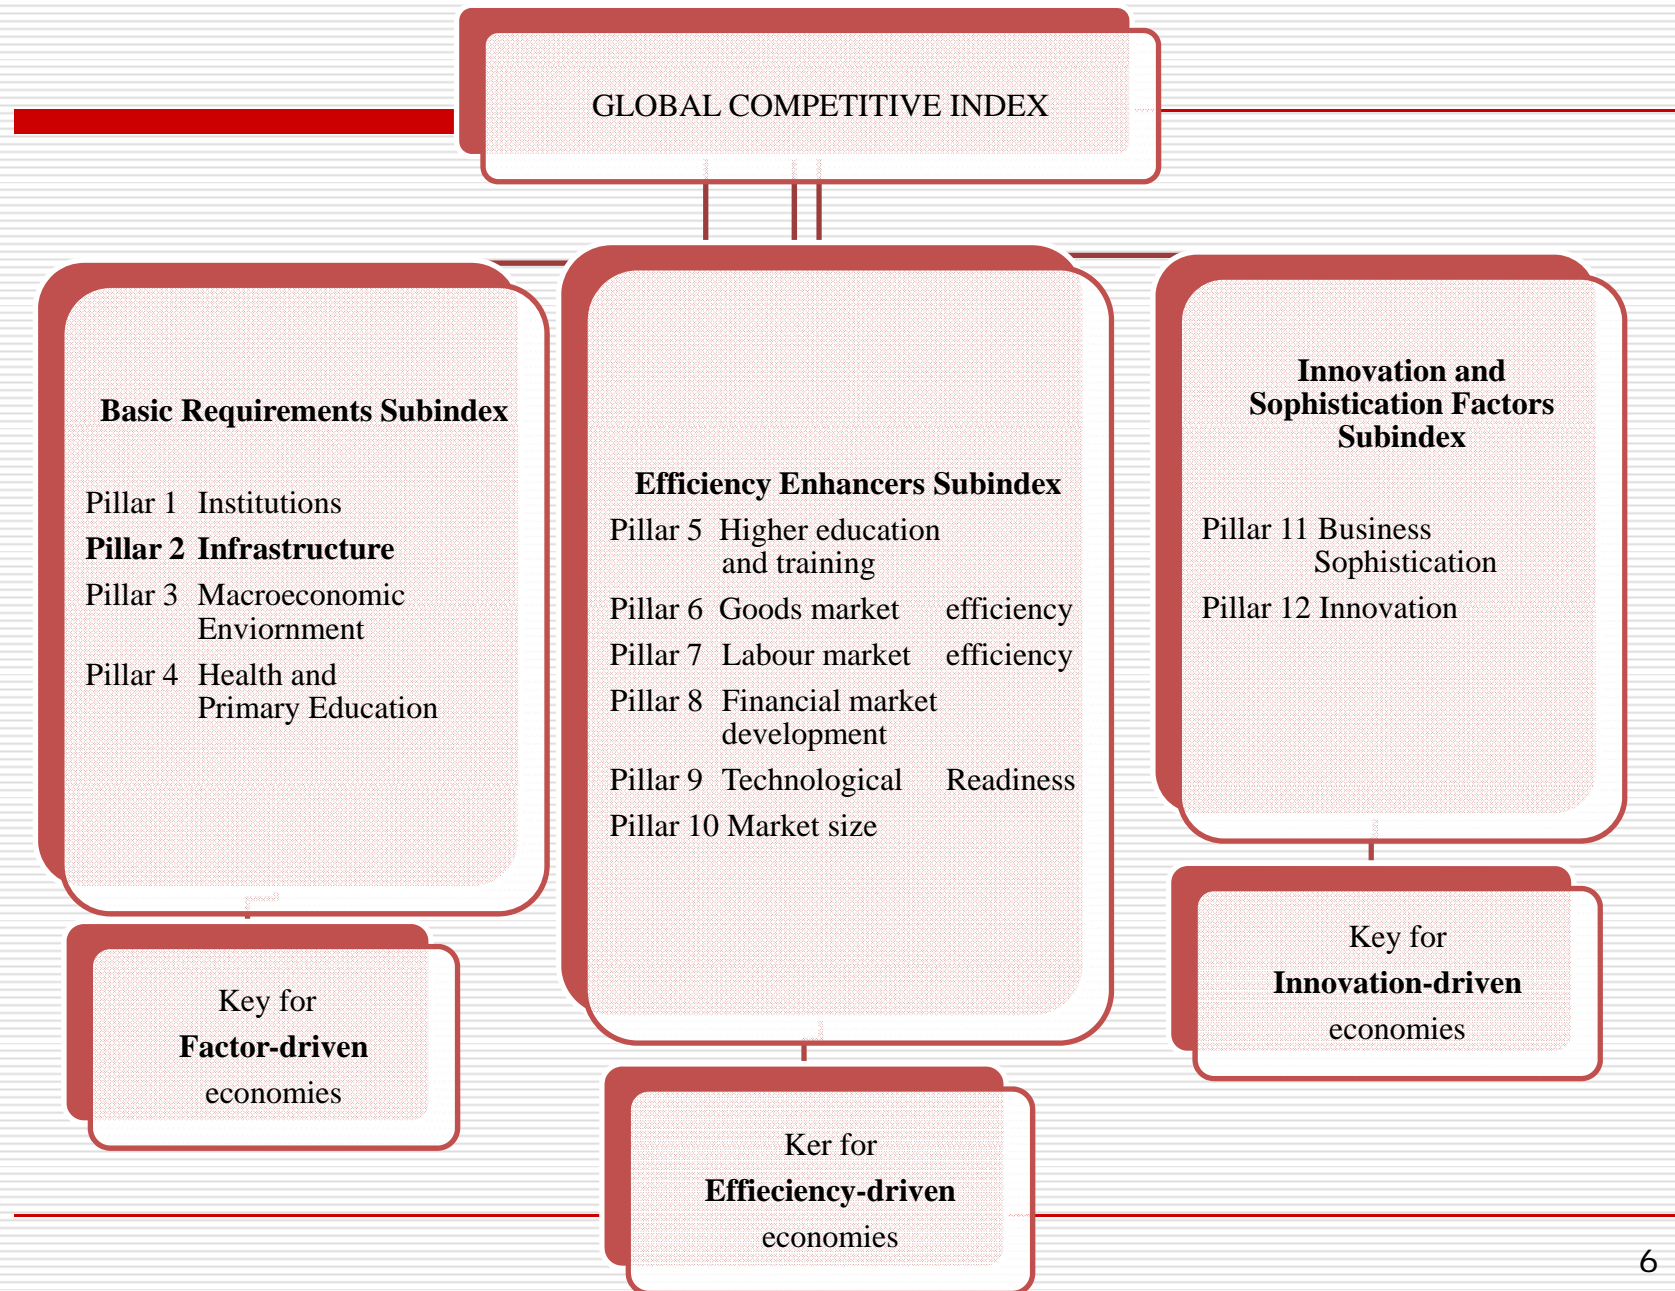 GLOBAL COMPETITIVE INDEX
Basic Requirements Subindex
Pillar 1 Institutions
Pillar 2 Infrastructure
Pillar 3 Macroeconomic
Enviornment
Pillar 4 Health and
Primary Education
Key for
Factor-driven
economies
Efficiency Enhancers Subindex
Pillar 5 Higher education
and training
Pillar 6 Goods market efficiency
Pillar 7 Labour market efficiency
Pillar 8 Financial market
development
Pillar 9 Technological Readiness
Pillar 10 Market size
Ker for
Effieciency-driven
economies
Innovation and
Sophistication Factors
Subindex
Pillar 11 Business
Sophistication
Pillar 12 Innovation
Key for
Innovation-driven
economies
6